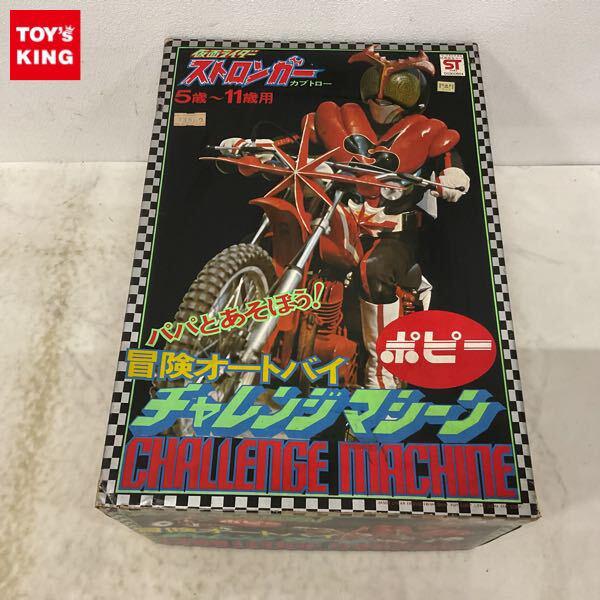 TOY's
KING
仮面ライダー
ストロンガー
カブトロー
5歳～11歳用
ST
S
パパとあそぼう!
ポピー
冒険オートバイ
チャレンジマシーン
CHALLENGE MACHINE